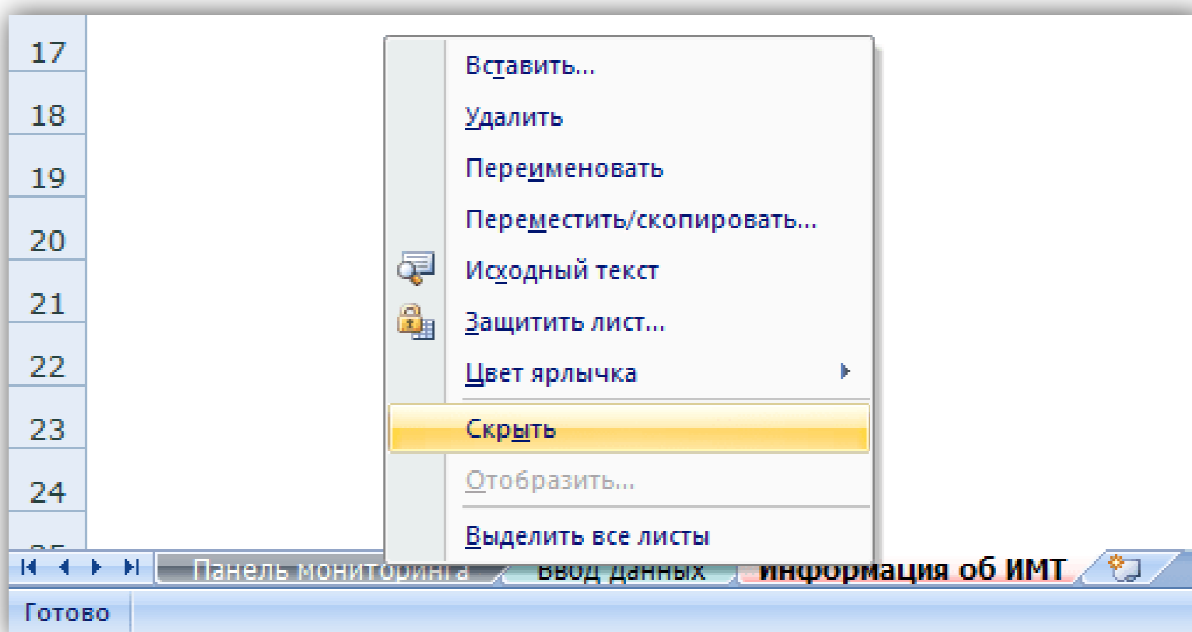 17
18
19
20
21
22
23
24
25
Вставить...
Удалить
Переименовать
Переместить/скопировать...
Исходный текст
Защитить лист...
Цвет ярлычка
Скрыть
Отобразить...
Выделить все листы
Панель мониторинга Ввод данных Информация об ИМТ
Готово